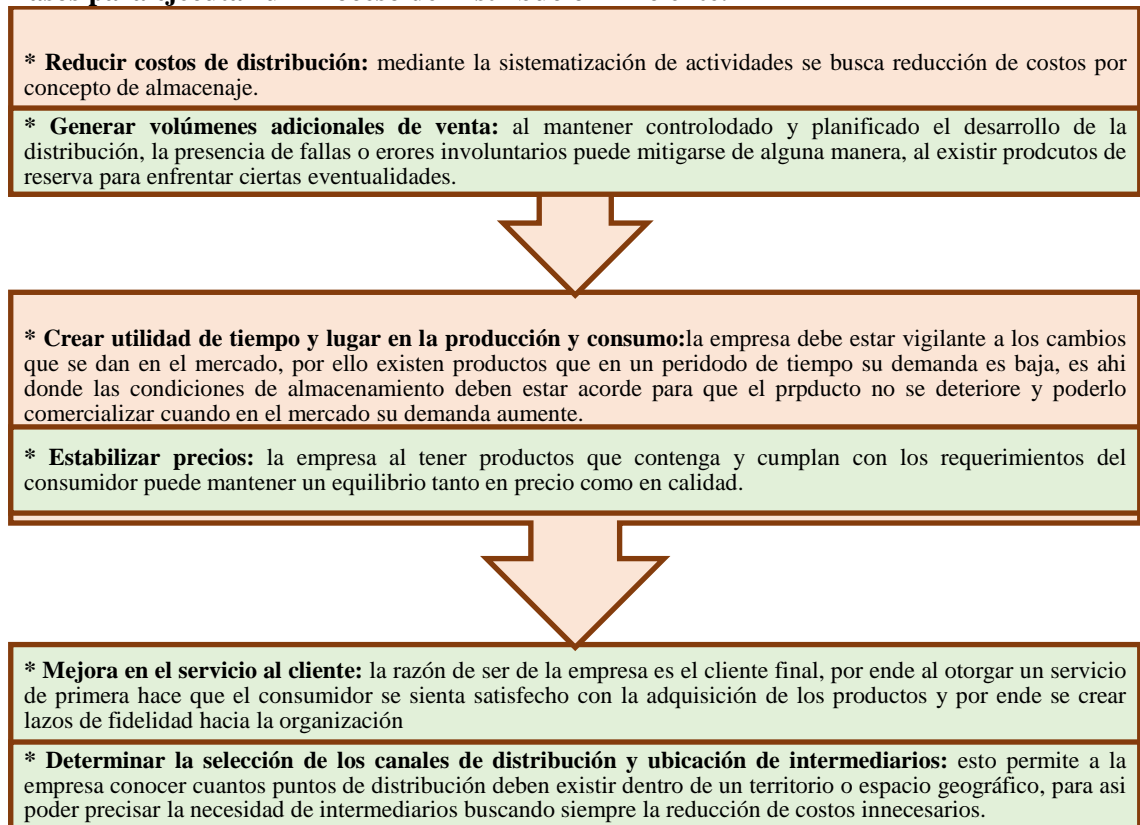 * Reducir costos de distribución: mediante la sistematización de actividades se busca reducción de costos por
concepto de almacenaje.
* Generar volúmenes adicionales de venta: al mantener controlodado y planificado el desarrollo de la
distribución, la presencia de fallas o erores involuntarios puede mitigarse de alguna manera, al existir prodcutos de
reserva para enfrentar ciertas eventualidades.
* Crear utilidad de tiempo y lugar en la producción y consumo:la empresa debe estar vigilante a los cambios
que se dan en el mercado, por ello existen productos que en un peridodo de tiempo su demanda es baja, es ahi
donde las condiciones de almacenamiento deben estar acorde para que el prpducto no se deteriore y poderlo
comercializar cuando en el mercado su demanda aumente.
* Estabilizar precios: la empresa al tener productos que contenga y cumplan con los requerimientos del
consumidor puede mantener un equilibrio tanto en precio como en calidad.
* Mejora en el servicio al cliente: la razón de ser de la empresa es el cliente final, por ende al otorgar un servicio
de primera hace que el consumidor se sienta satisfecho con la adquisición de los productos y por ende se crear
lazos de fidelidad hacia la organización
* Determinar la selección de los canales de distribución y ubicación de intermediarios: esto permite a la
empresa conocer cuantos puntos de distribución deben existir dentro de un territorio o espacio geográfico, para asi
poder precisar la necesidad de intermediarios buscando siempre la reducción de costos innecesarios.